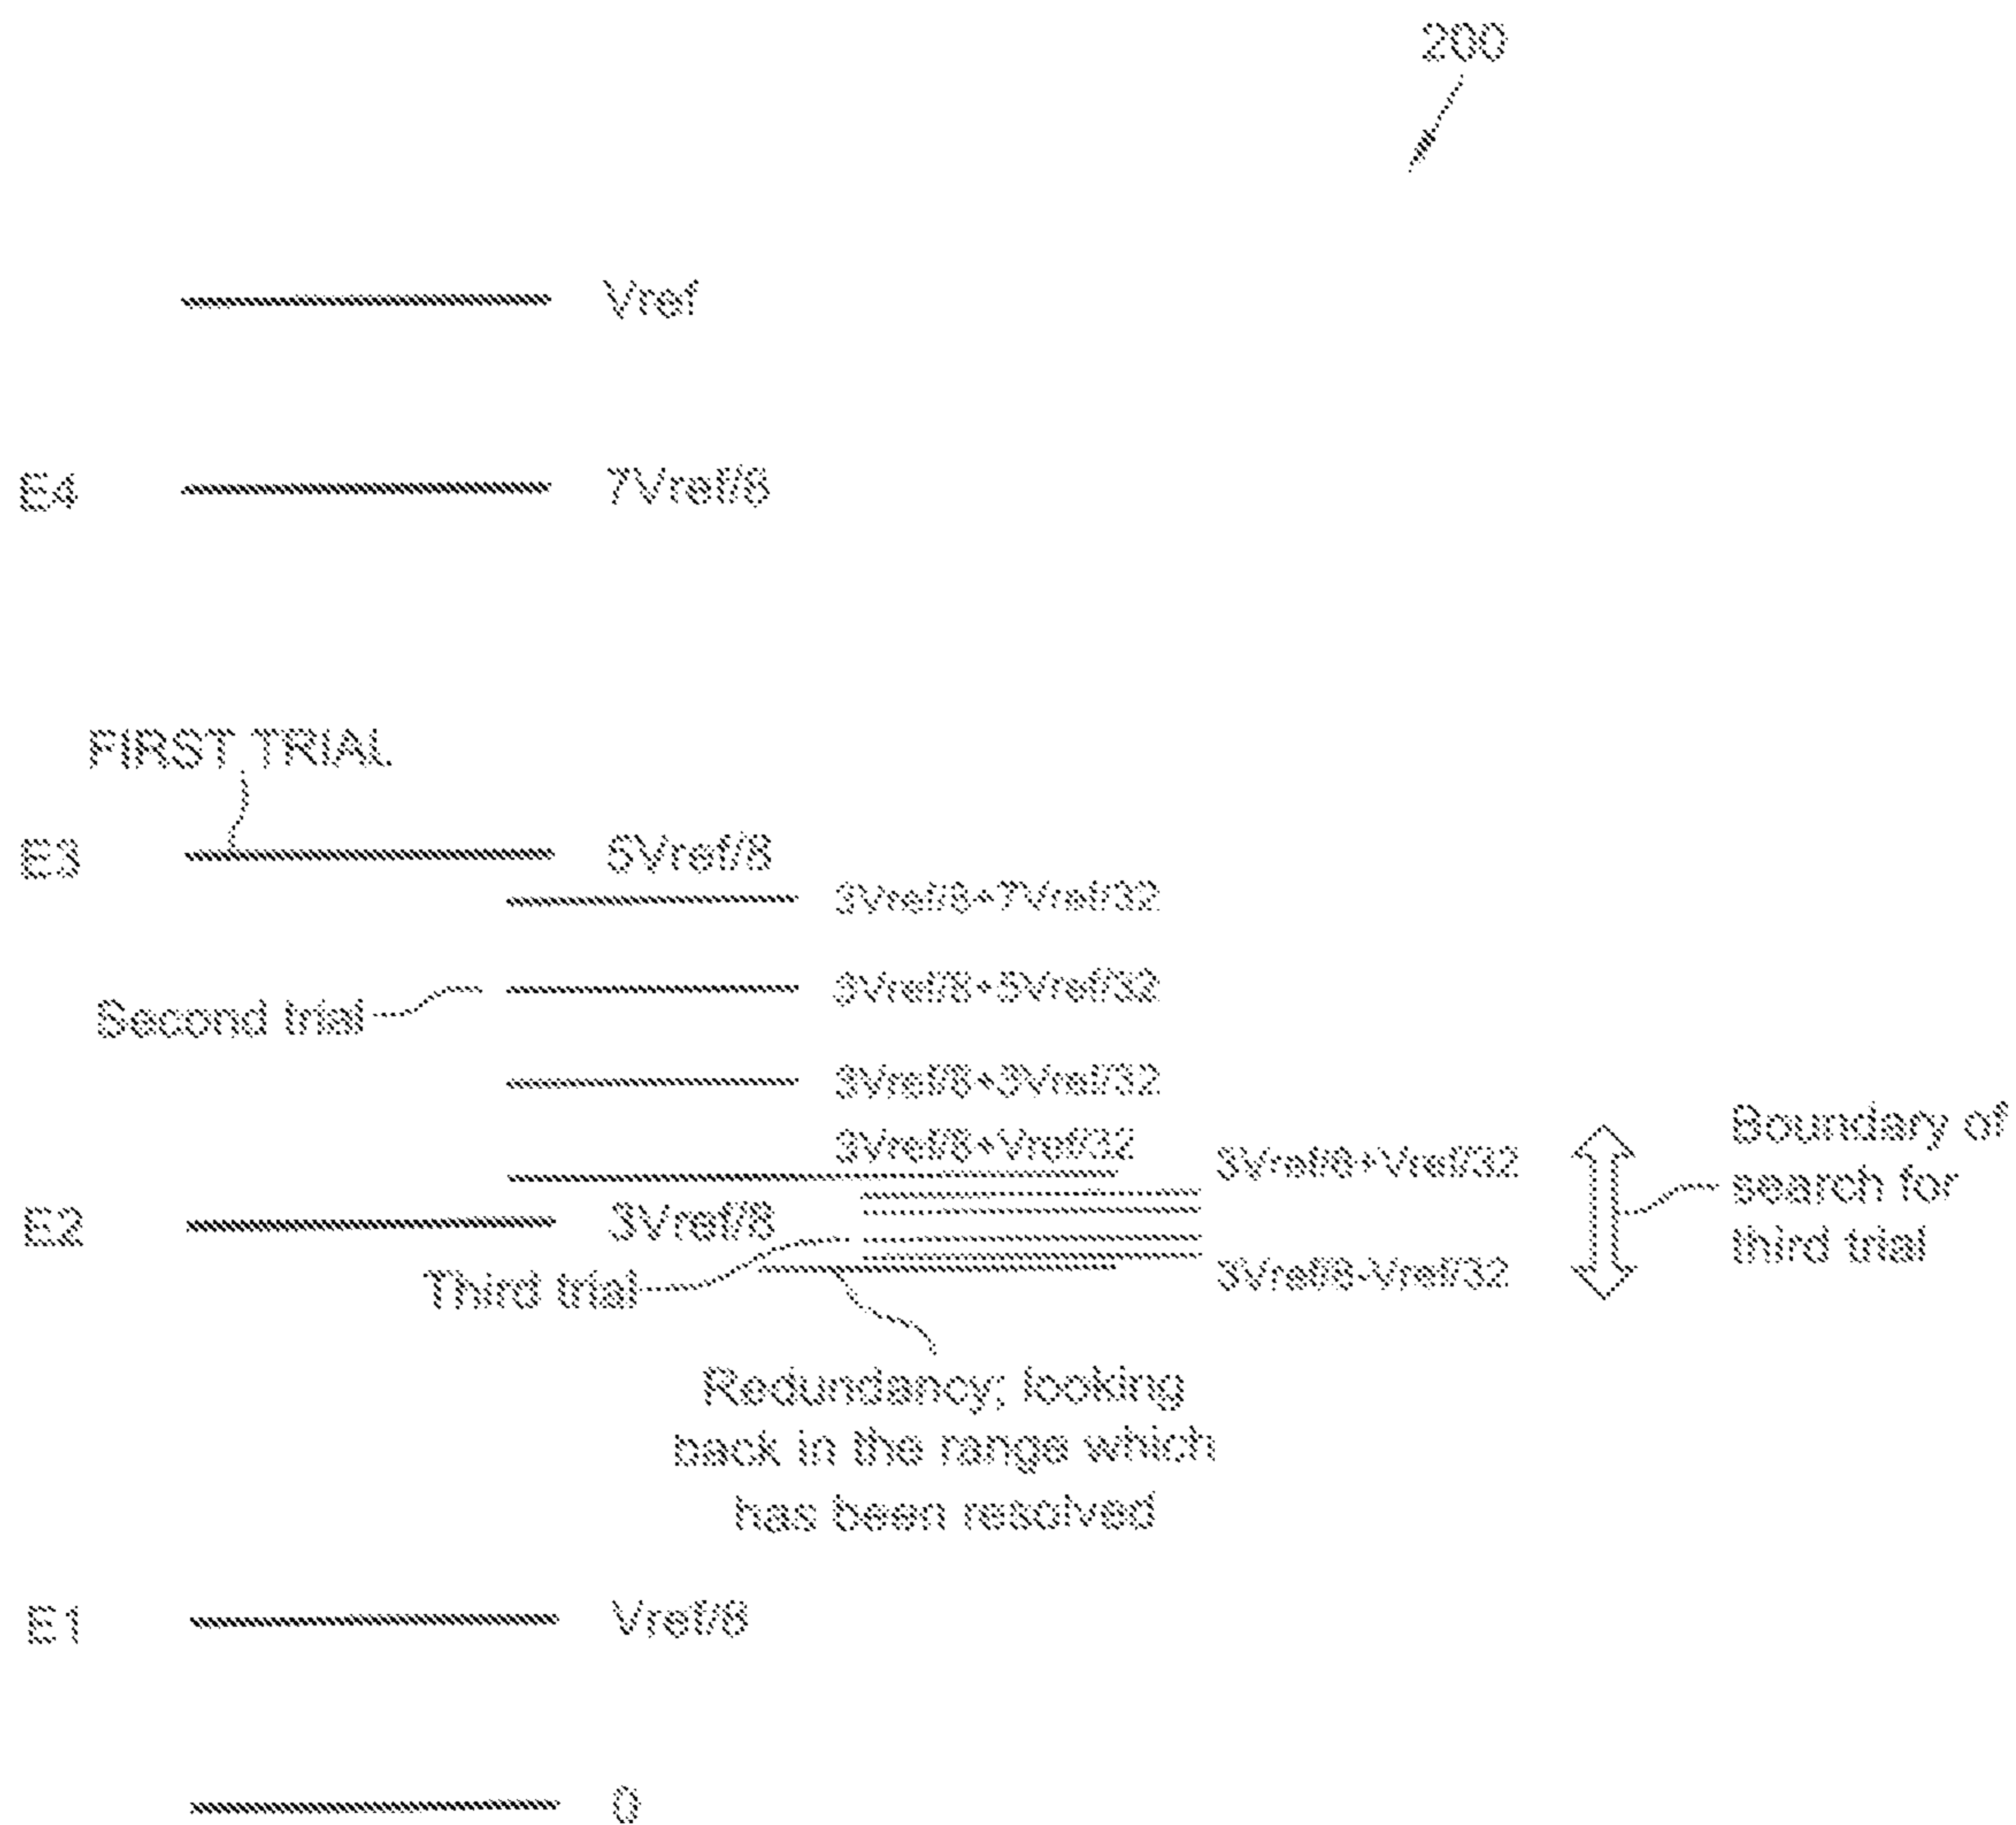 200
Vref
E4
7Vref/8
FIRST TRIAL
E3
5Vref/8
3Vref/8+7Vref/32
3Vref/8+5Vref/32
Second trial
3Vref/8+3Vref/32
3Vref/8+Vref/32
3Vref/8+Vref/32
Boundary of
search for
third trial
E2
3Vref/8
3Vref/8-Vref/32
Third trial
Redundancy; looking
back in the range which
has been resolved
E1
Vref/8
0